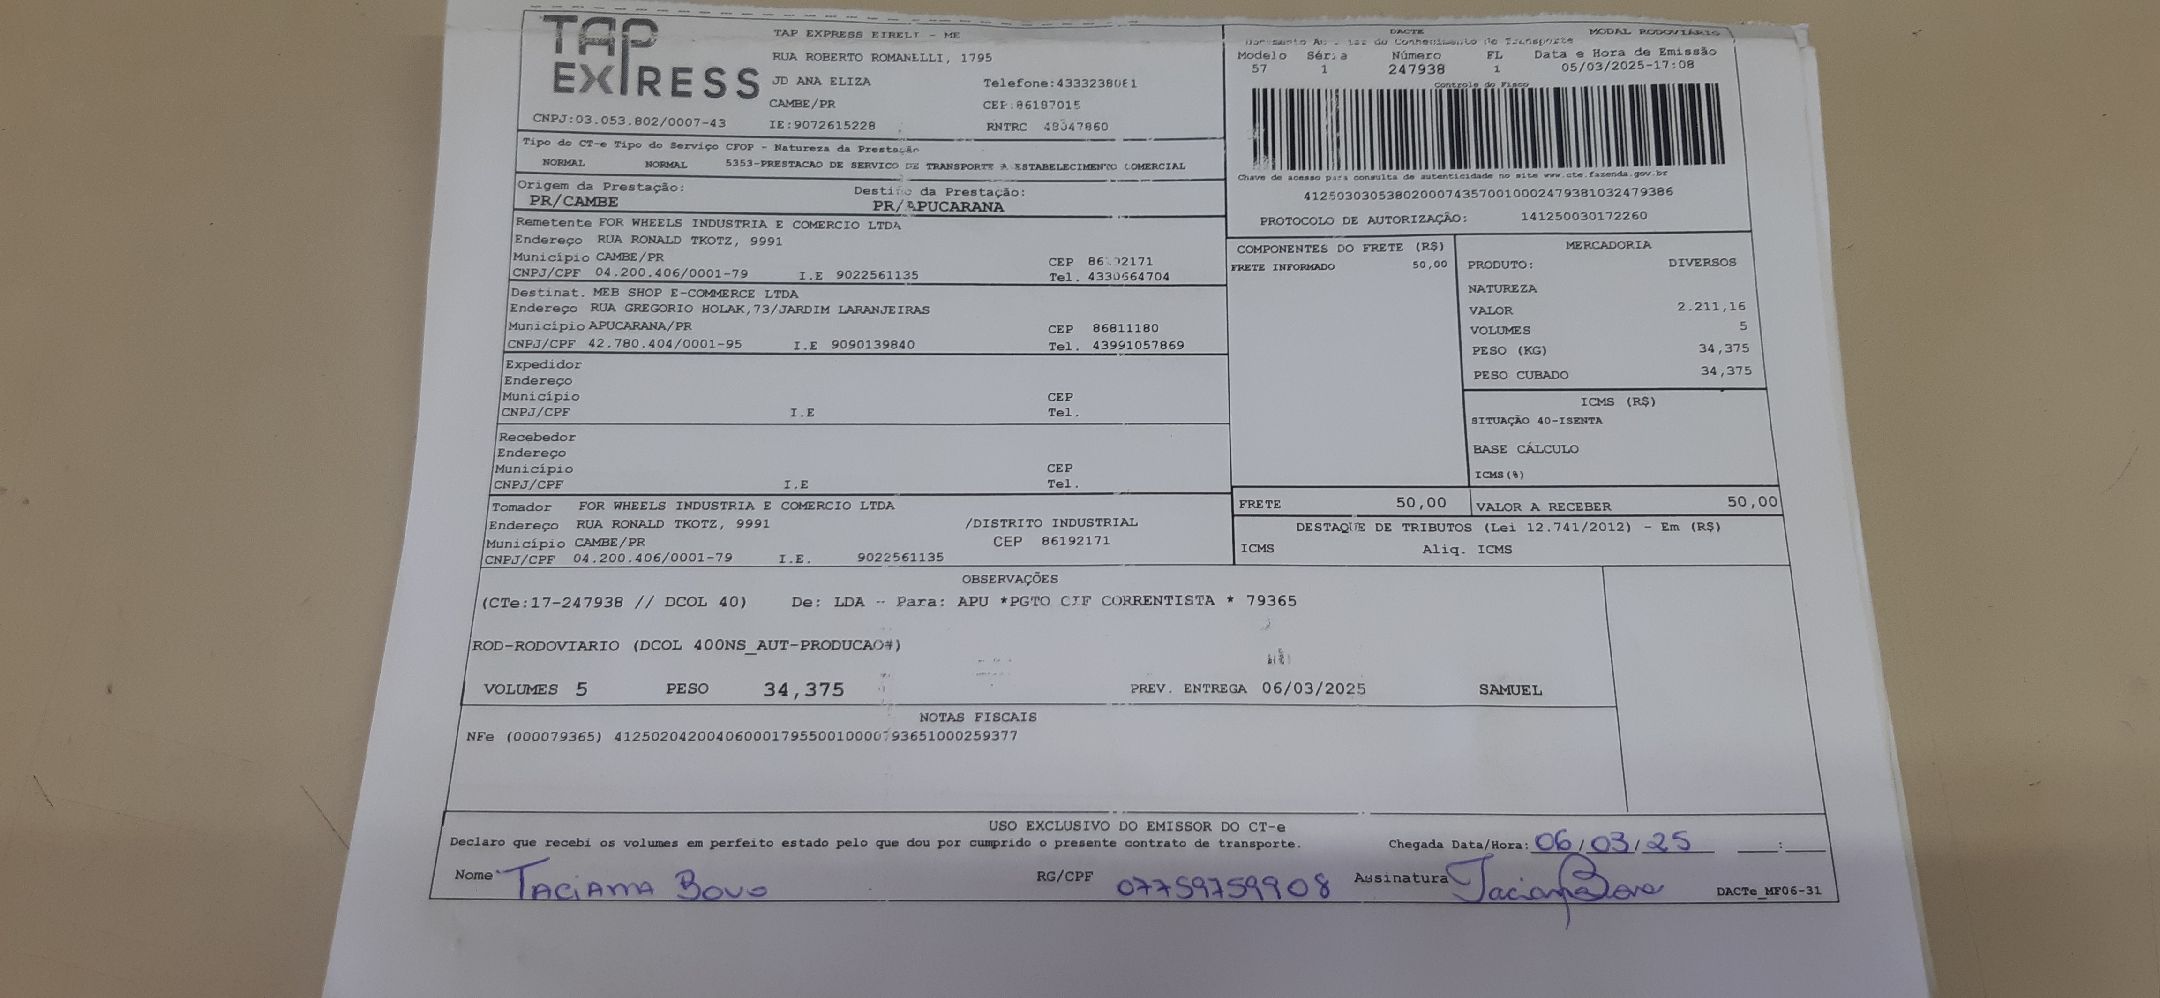 TAP EXPRESS
TAP EXPRESS EIRELI - ME
RUA ROBERTO ROMANELLI, 1795
JD ANA ELIZA Telefone:4333238081
CAMBE/PR CEP:86187015
CNPJ:03.053.802/0007-43 IE:9072615228 RNTRC 48047860
DACTE MODAL RODOVIÁRIO
Documento Auxiliar do Conhecimento de Transporte
Modelo Série Número FL Data e Hora de Emissão
57 1 247938 1 05/03/2025-17:08
Controle do Fisco
Chave de acesso para consulta de autenticidade no site www.cte.fazenda.gov.br
41250303053802000743570010002479381032479386
PROTOCOLO DE AUTORIZAÇÃO: 141250030172260
Tipo do CT-e Tipo do Serviço CFOP - Natureza da Prestação
NORMAL NORMAL 5353-PRESTACAO DE SERVICO DE TRANSPORTE A ESTABELECIMENTO COMERCIAL
Origem da Prestação: Destino da Prestação:
PR/CAMBE PR/APUCARANA
Remetente FOR WHEELS INDUSTRIA E COMERCIO LTDA
Endereço RUA RONALD TKOTZ, 9991
Município CAMBE/PR CEP
CNPJ/CPF 04.200.406/0001-79 I.E 9022561135 Tel. 4330664704
Destinat. MEB SHOP E-COMMERCE LTDA
Endereço RUA GREGORIO HOLAK,73/JARDIM LARANJEIRAS
Município APUCARANA/PR CEP 86811180
CNPJ/CPF 42.780.404/0001-95 I.E 9090139840 Tel. 43991057869
Expedidor
Endereço
Município CEP
CNPJ/CPF I.E Tel.
Recebedor
Endereço
Município CEP
CNPJ/CPF I.E Tel.
Tomador FOR WHEELS INDUSTRIA E COMERCIO LTDA
Endereço RUA RONALD TKOTZ, 9991 /DISTRITO INDUSTRIAL
Município CAMBE/PR CEP 86192171
CNPJ/CPF 04.200.406/0001-79 I.E. 9022561135
COMPONENTES DO FRETE (R$)
FRETE INFORMADO 50,00
MERCADORIA
PRODUTO: DIVERSOS
NATUREZA
VALOR 2.211,16
VOLUMES 5
PESO (KG) 34,375
PESO CUBADO 34,375
ICMS (R$)
SITUAÇÃO 40-ISENTA
BASE CÁLCULO
ICMS(%)
FRETE 50,00 VALOR A RECEBER 50,00
DESTAQUE DE TRIBUTOS (Lei 12.741/2012) - Em (R$)
ICMS Aliq. ICMS
OBSERVAÇÕES
(CTe:17-247938 // DCOL 40) De: LDA - Para: APU *PGTO CIF CORRENTISTA * 79365
ROD-RODOVIARIO (DCOL 400NS_AUT-PRODUCAO#)
VOLUMES 5 PESO 34,375 PREV. ENTREGA 06/03/2025 SAMUEL
NOTAS FISCAIS
NFe (000079365) 41250204200406000179550010000793651000259377
USO EXCLUSIVO DO EMISSOR DO CT-e
Declaro que recebi os volumes em perfeito estado pelo que dou por cumprido o presente contrato de transporte. Chegada Data/Hora: 06/03/25 __:__
Nome TACIAMA BOVO RG/CPF 07759759908 Assinatura Taciama Bovo DACTe_MF06-31